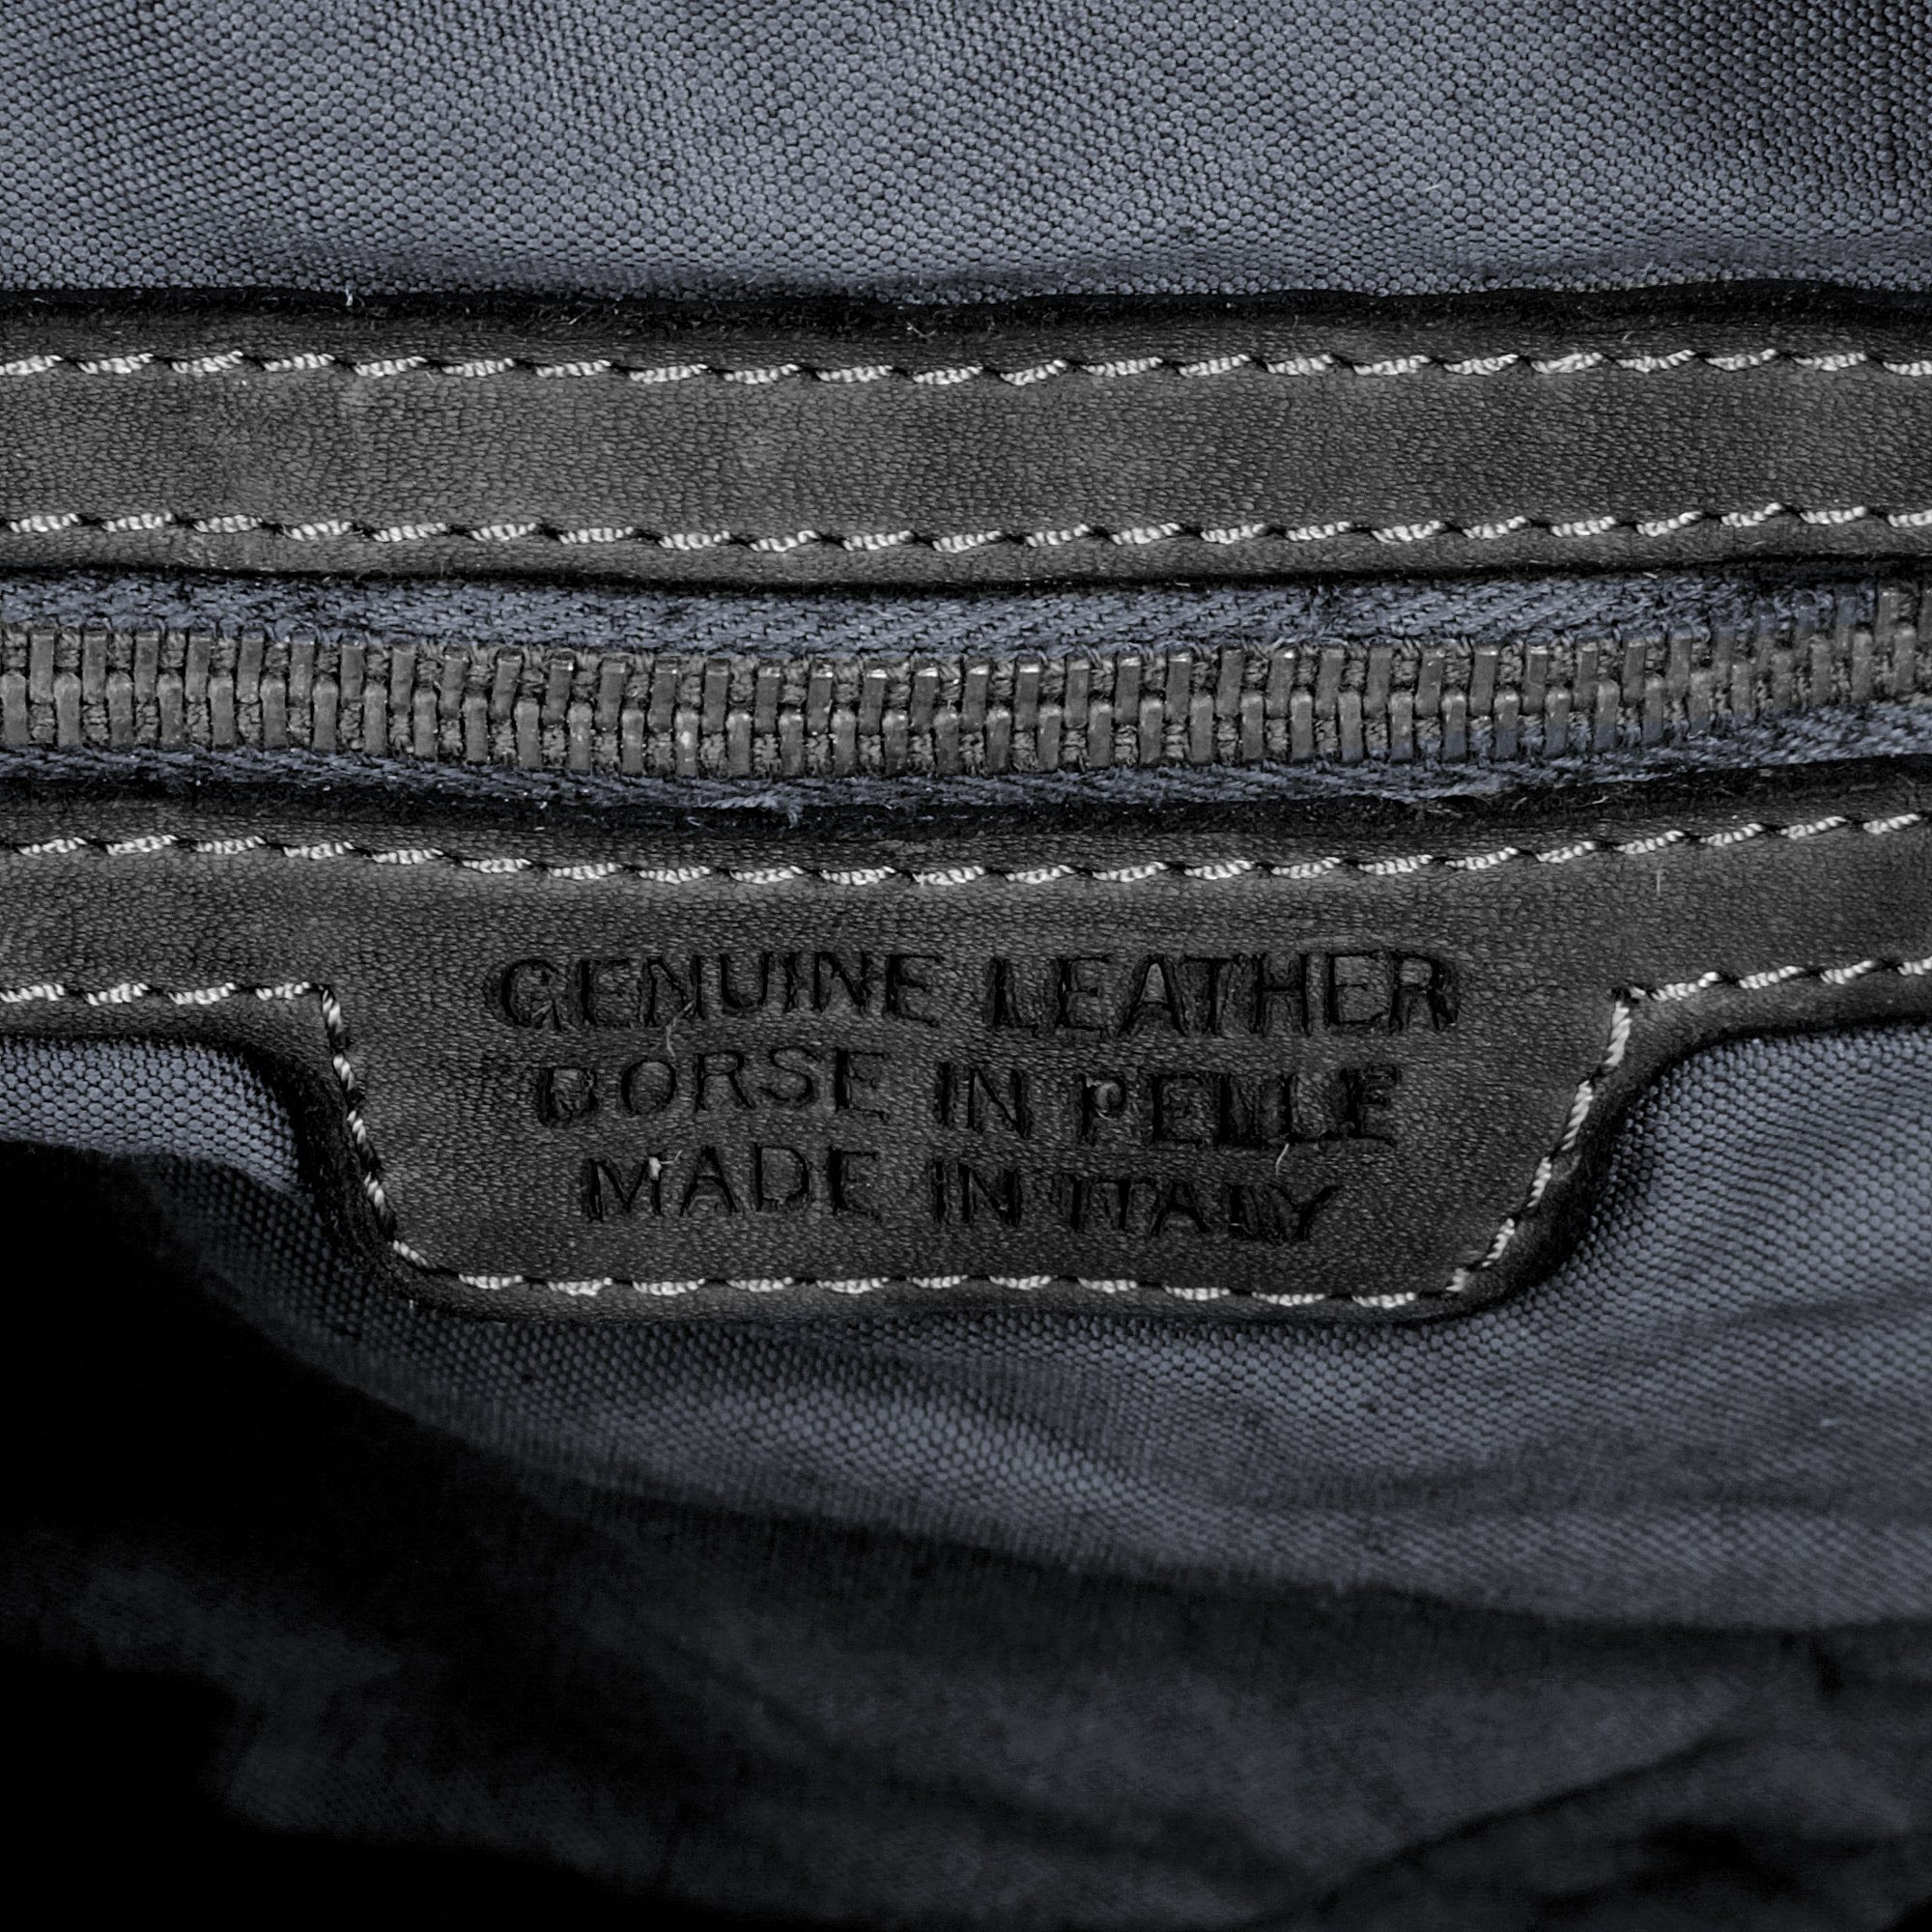 GENUINE LEATHER
BORSE IN PELLE
MADE IN ITALY